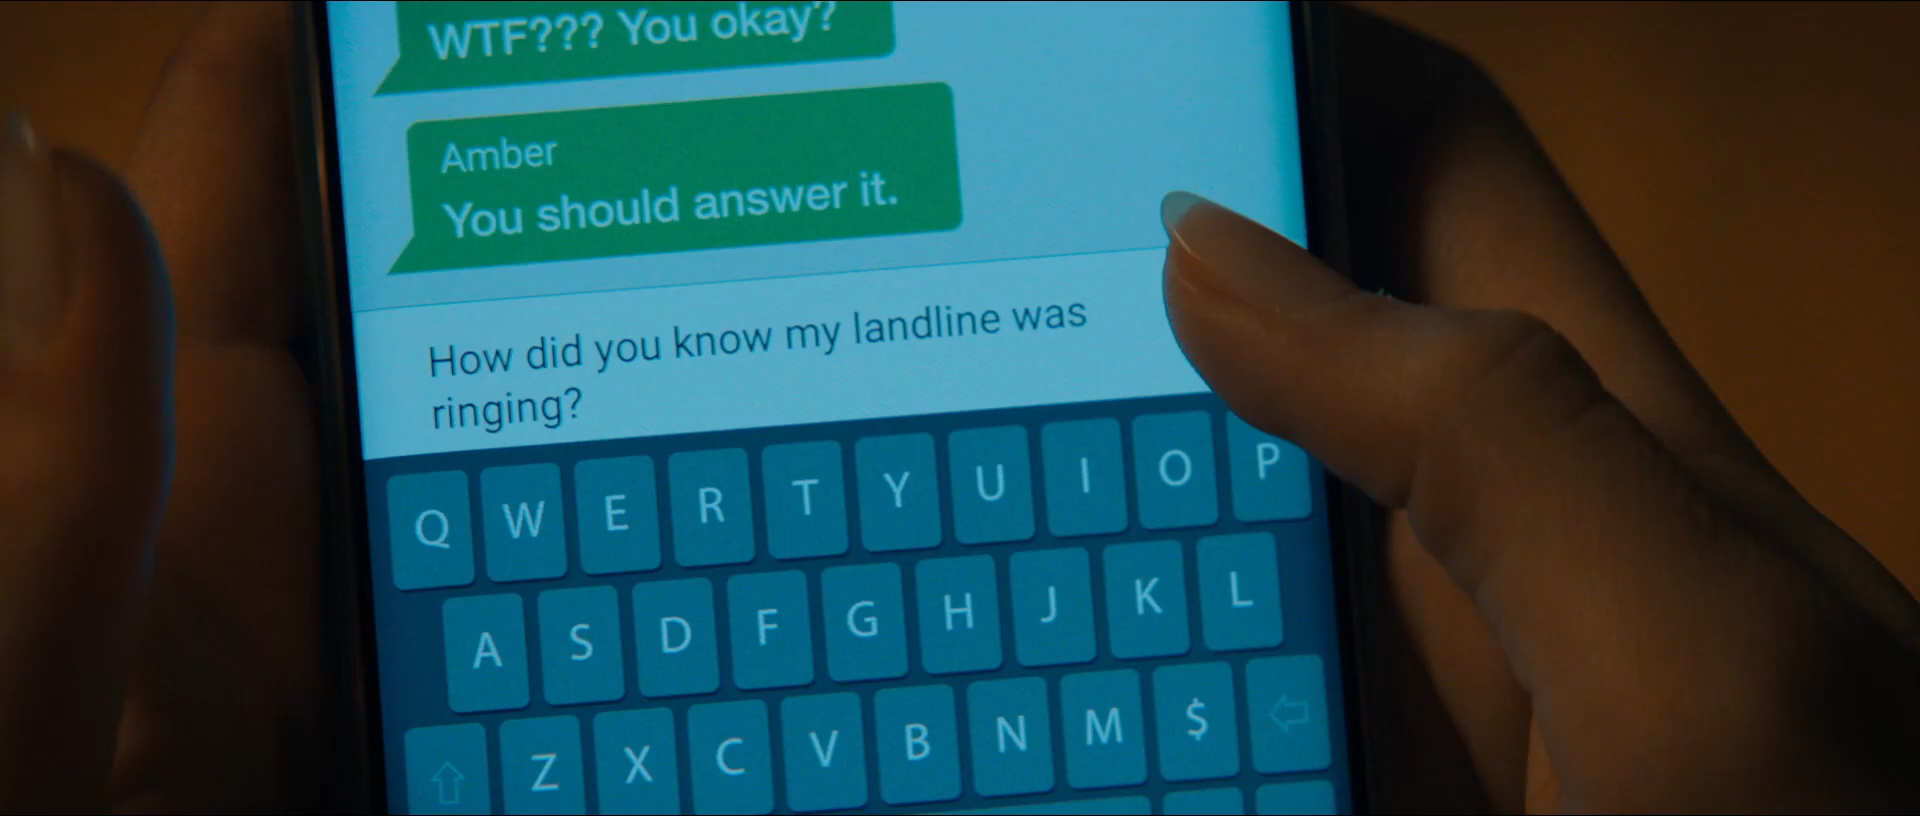 WTF??? You okay?
Amber
You should answer it.
How did you know my landline was
ringing?
Q W E R T Y U I O P
A S D F G H J K L
Z X C V B N M $